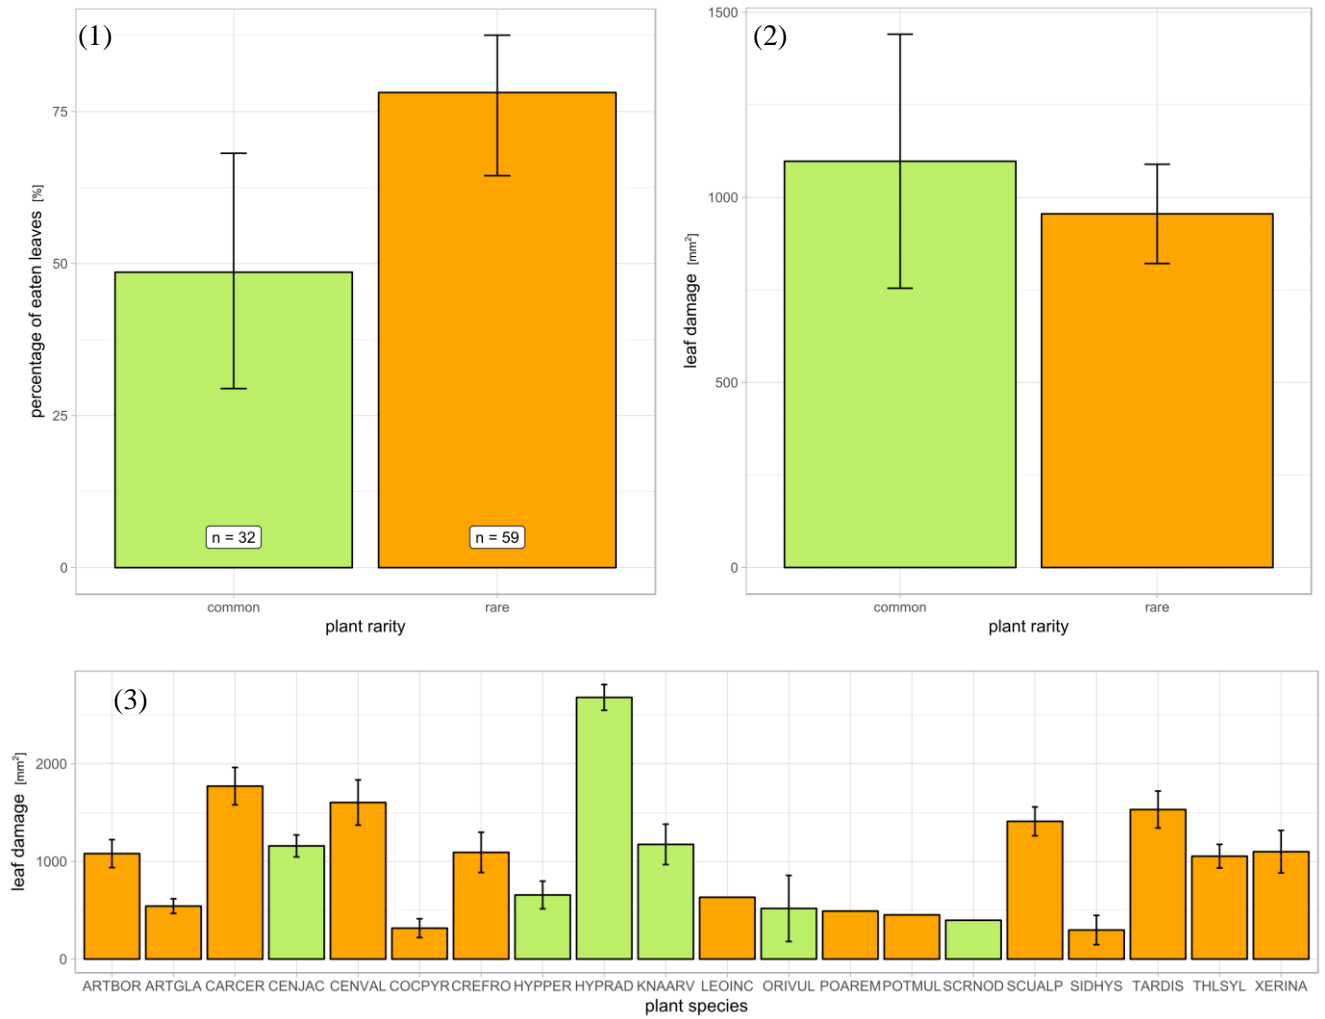 (1)
percentage of eaten leaves [%]
75
50
25
0
n = 32
n = 59
common
rare
plant rarity
(2)
leaf damage [mm²]
1500
1000
500
0
common
rare
plant rarity
(3)
leaf damage [mm²]
2000
1000
0
ARTBOR ARTGLA CARCER CENJAC CENVAL COCPYR CREFRO HYPPER HYPRAD KNAARV LEOINC ORIVUL POAREM POTMUL SCRNOD SCUALP SIDHYS TARDIS THLSYL XERINA
plant species